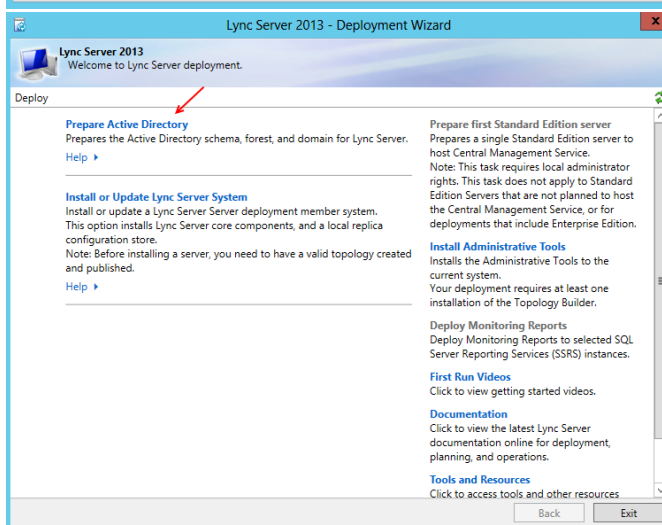 Lync Server 2013 - Deployment Wizard
x
Lync Server 2013
Welcome to Lync Server deployment.
Deploy
Prepare Active Directory
Prepares the Active Directory schema, forest, and domain for Lync Server.
Help
Install or Update Lync Server System
Install or update a Lync Server Server deployment member system.
This option installs Lync Server core components, and a local replica
configuration store.
Note: Before installing a server, you need to have a valid topology created
and published.
Help
Prepare first Standard Edition server
Prepares a single Standard Edition server to
host Central Management Service.
Note: This task requires local administrator
rights. This task does not apply to Standard
Edition Servers that are not planned to host
the Central Management Service, or for
deployments that include Enterprise Edition.
Install Administrative Tools
Installs the Administrative Tools to the
current system.
Your deployment requires at least one
installation of the Topology Builder.
Deploy Monitoring Reports
Deploy Monitoring Reports to selected SQL
Server Reporting Services (SSRS) instances.
First Run Videos
Click to view getting started videos.
Documentation
Click to view the latest Lync Server
documentation online for deployment,
planning, and operations.
Tools and Resources
Click to access tools and other resources
Back
Exit